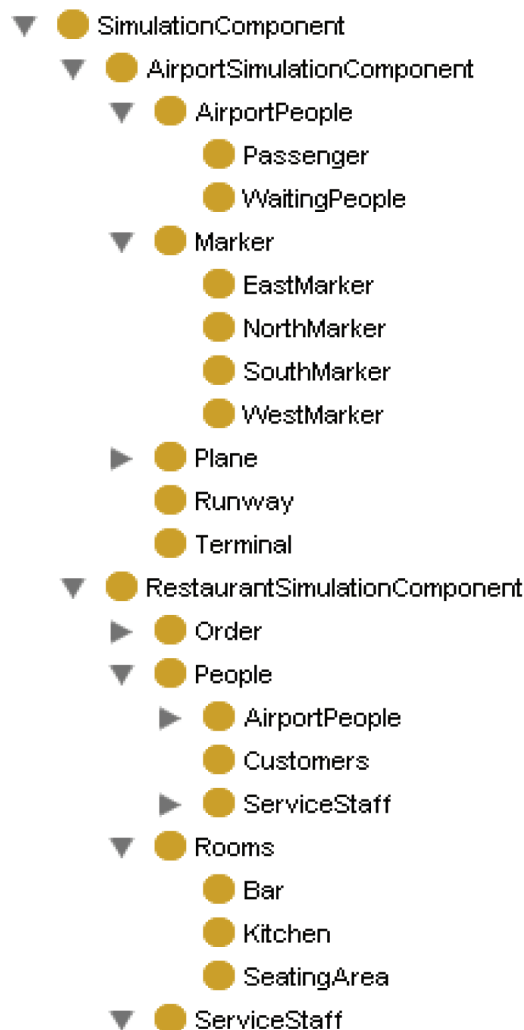 SimulationComponent
AirportSimulationComponent
AirportPeople
Passenger
WaitingPeople
Marker
EastMarker
NorthMarker
SouthMarker
WestMarker
Plane
Runway
Terminal
RestaurantSimulationComponent
Order
People
AirportPeople
Customers
ServiceStaff
Rooms
Bar
Kitchen
SeatingArea
ServiceStaff